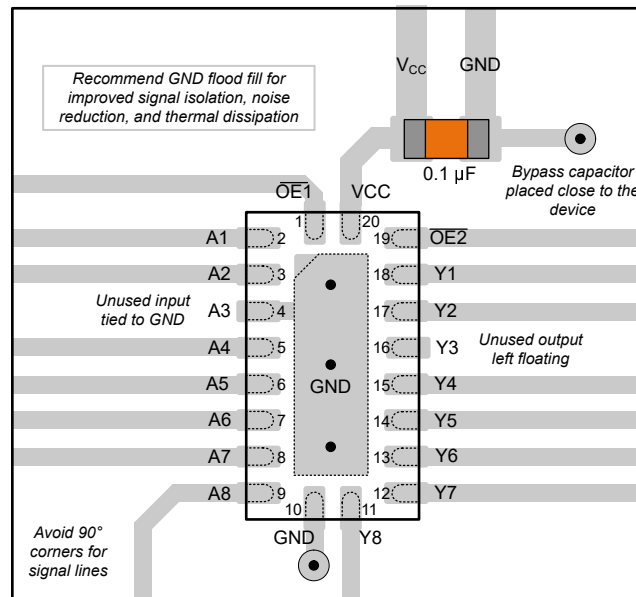 V_CC GND
Recommend GND flood fill for
improved signal isolation, noise
reduction, and thermal dissipation
0.1 µF
Bypass capacitor
placed close to the
device
O̅E̅1̅ VCC
1 20
A1 2 19 O̅E̅2̅
A2 3 18 Y1
Unused input
tied to GND
A3 4 17 Y2
A4 5 16 Y3
Unused output
left floating
A5 6 GND 15 Y4
A6 7 14 Y5
A7 8 13 Y6
A8 9 12 Y7
10 11
GND Y8
Avoid 90°
corners for
signal lines